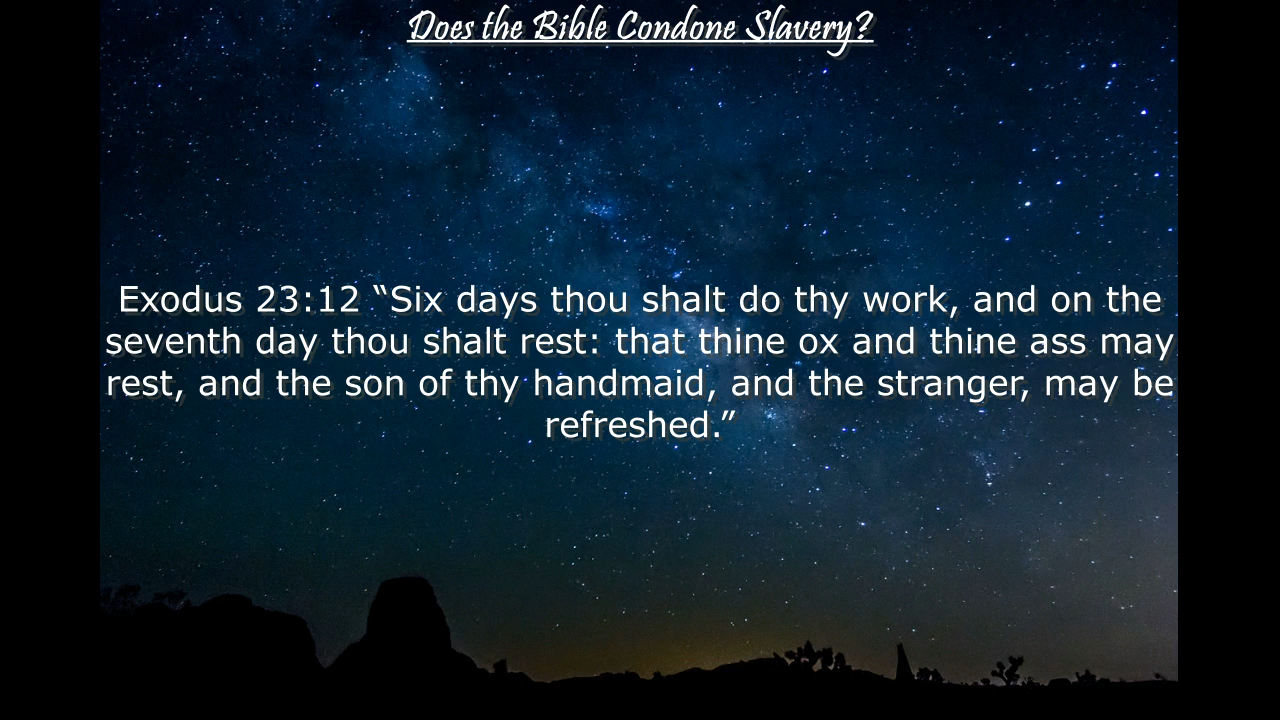 Does the Bible Condone Slavery?
Exodus 23:12 “Six days thou shalt do thy work, and on the
seventh day thou shalt rest: that thine ox and thine ass may
rest, and the son of thy handmaid, and the stranger, may be
refreshed.”